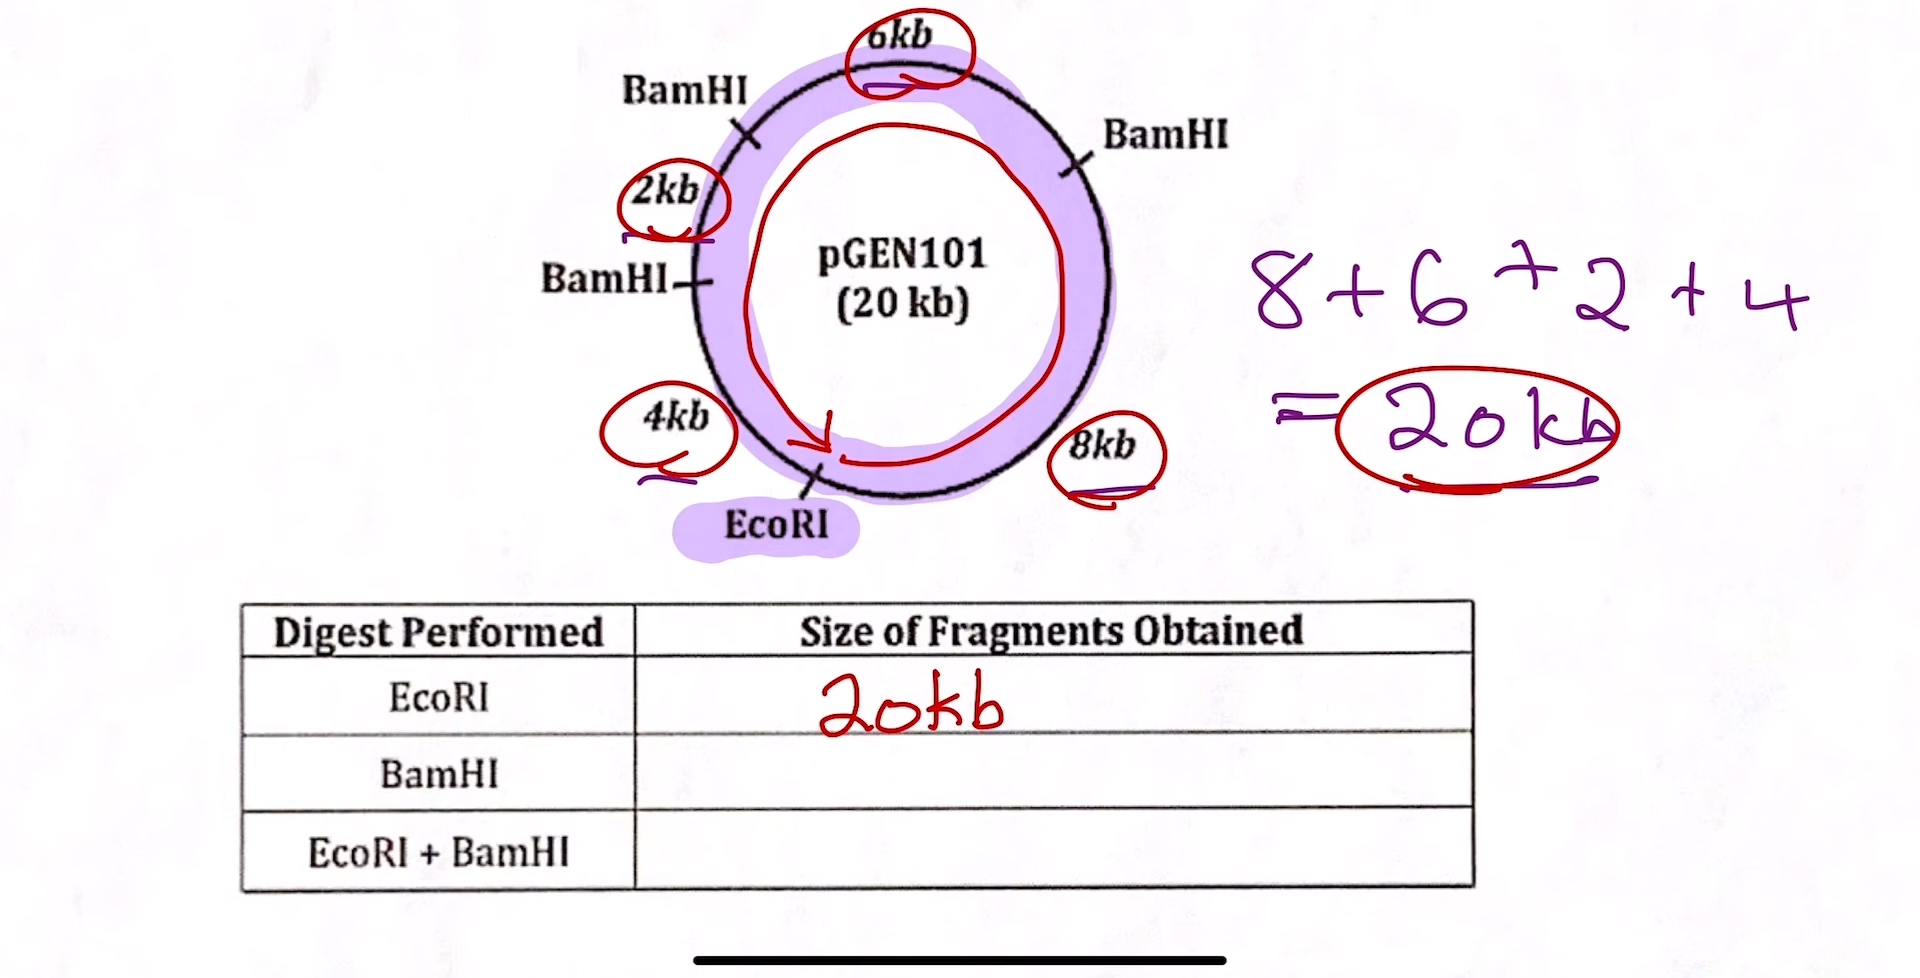 6kb
BamHI
BamHI
2kb
pGEN101
(20 kb)
BamHI
8+6+2+4
= 20kb
4kb
8kb
EcoRI
Digest Performed Size of Fragments Obtained
EcoRI 20kb
BamHI
EcoRI + BamHI